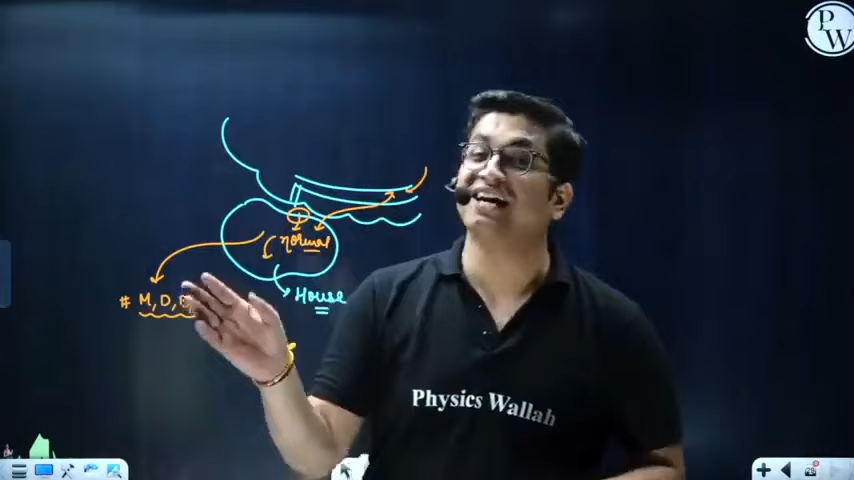 PW
normal
# M, D,
House
Physics Wallah